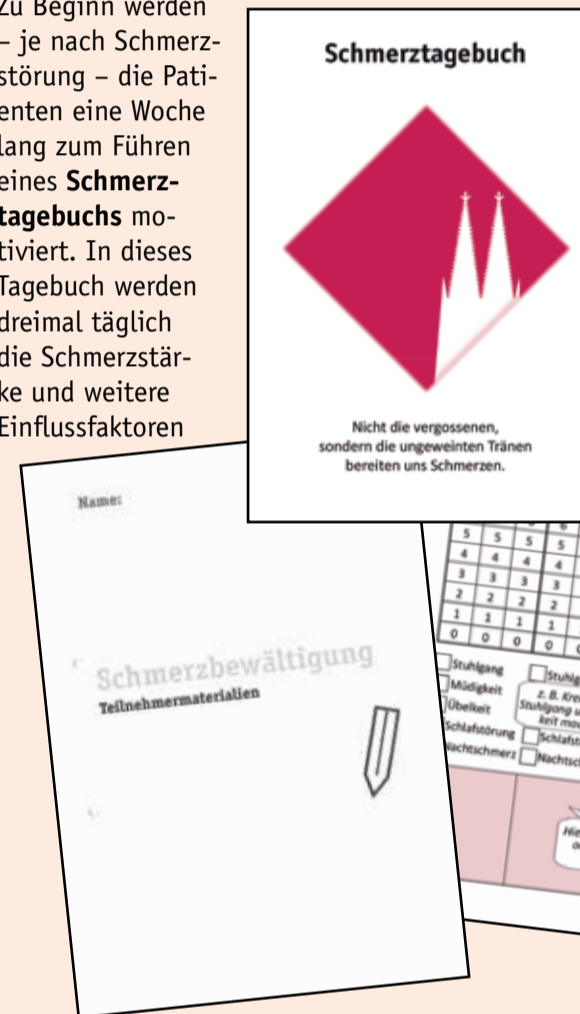 Zu Beginn werden
– je nach Schmerz-
störung – die Pati-
enten eine Woche
lang zum Führen
eines Schmerz-
tagebuchs mo-
tiviert. In dieses
Tagebuch werden
dreimal täglich
die Schmerzstär-
ke und weitere
Einflussfaktoren
Schmerztagebuch
Nicht die vergossenen,
sondern die ungeweinten Tränen
bereiten uns Schmerzen.
Name:
Schmerzbewältigung
Teilnehmermaterialien
5 5 5 5
4 4 4 4
3 3 3 3
2 2 2 2
1 1 1 1
0 0 0 0
Stuhlgang
Müdigkeit
Übelkeit
Schlafstörung
Nachtschmerz
z. B.
Stuhlgang
Hie